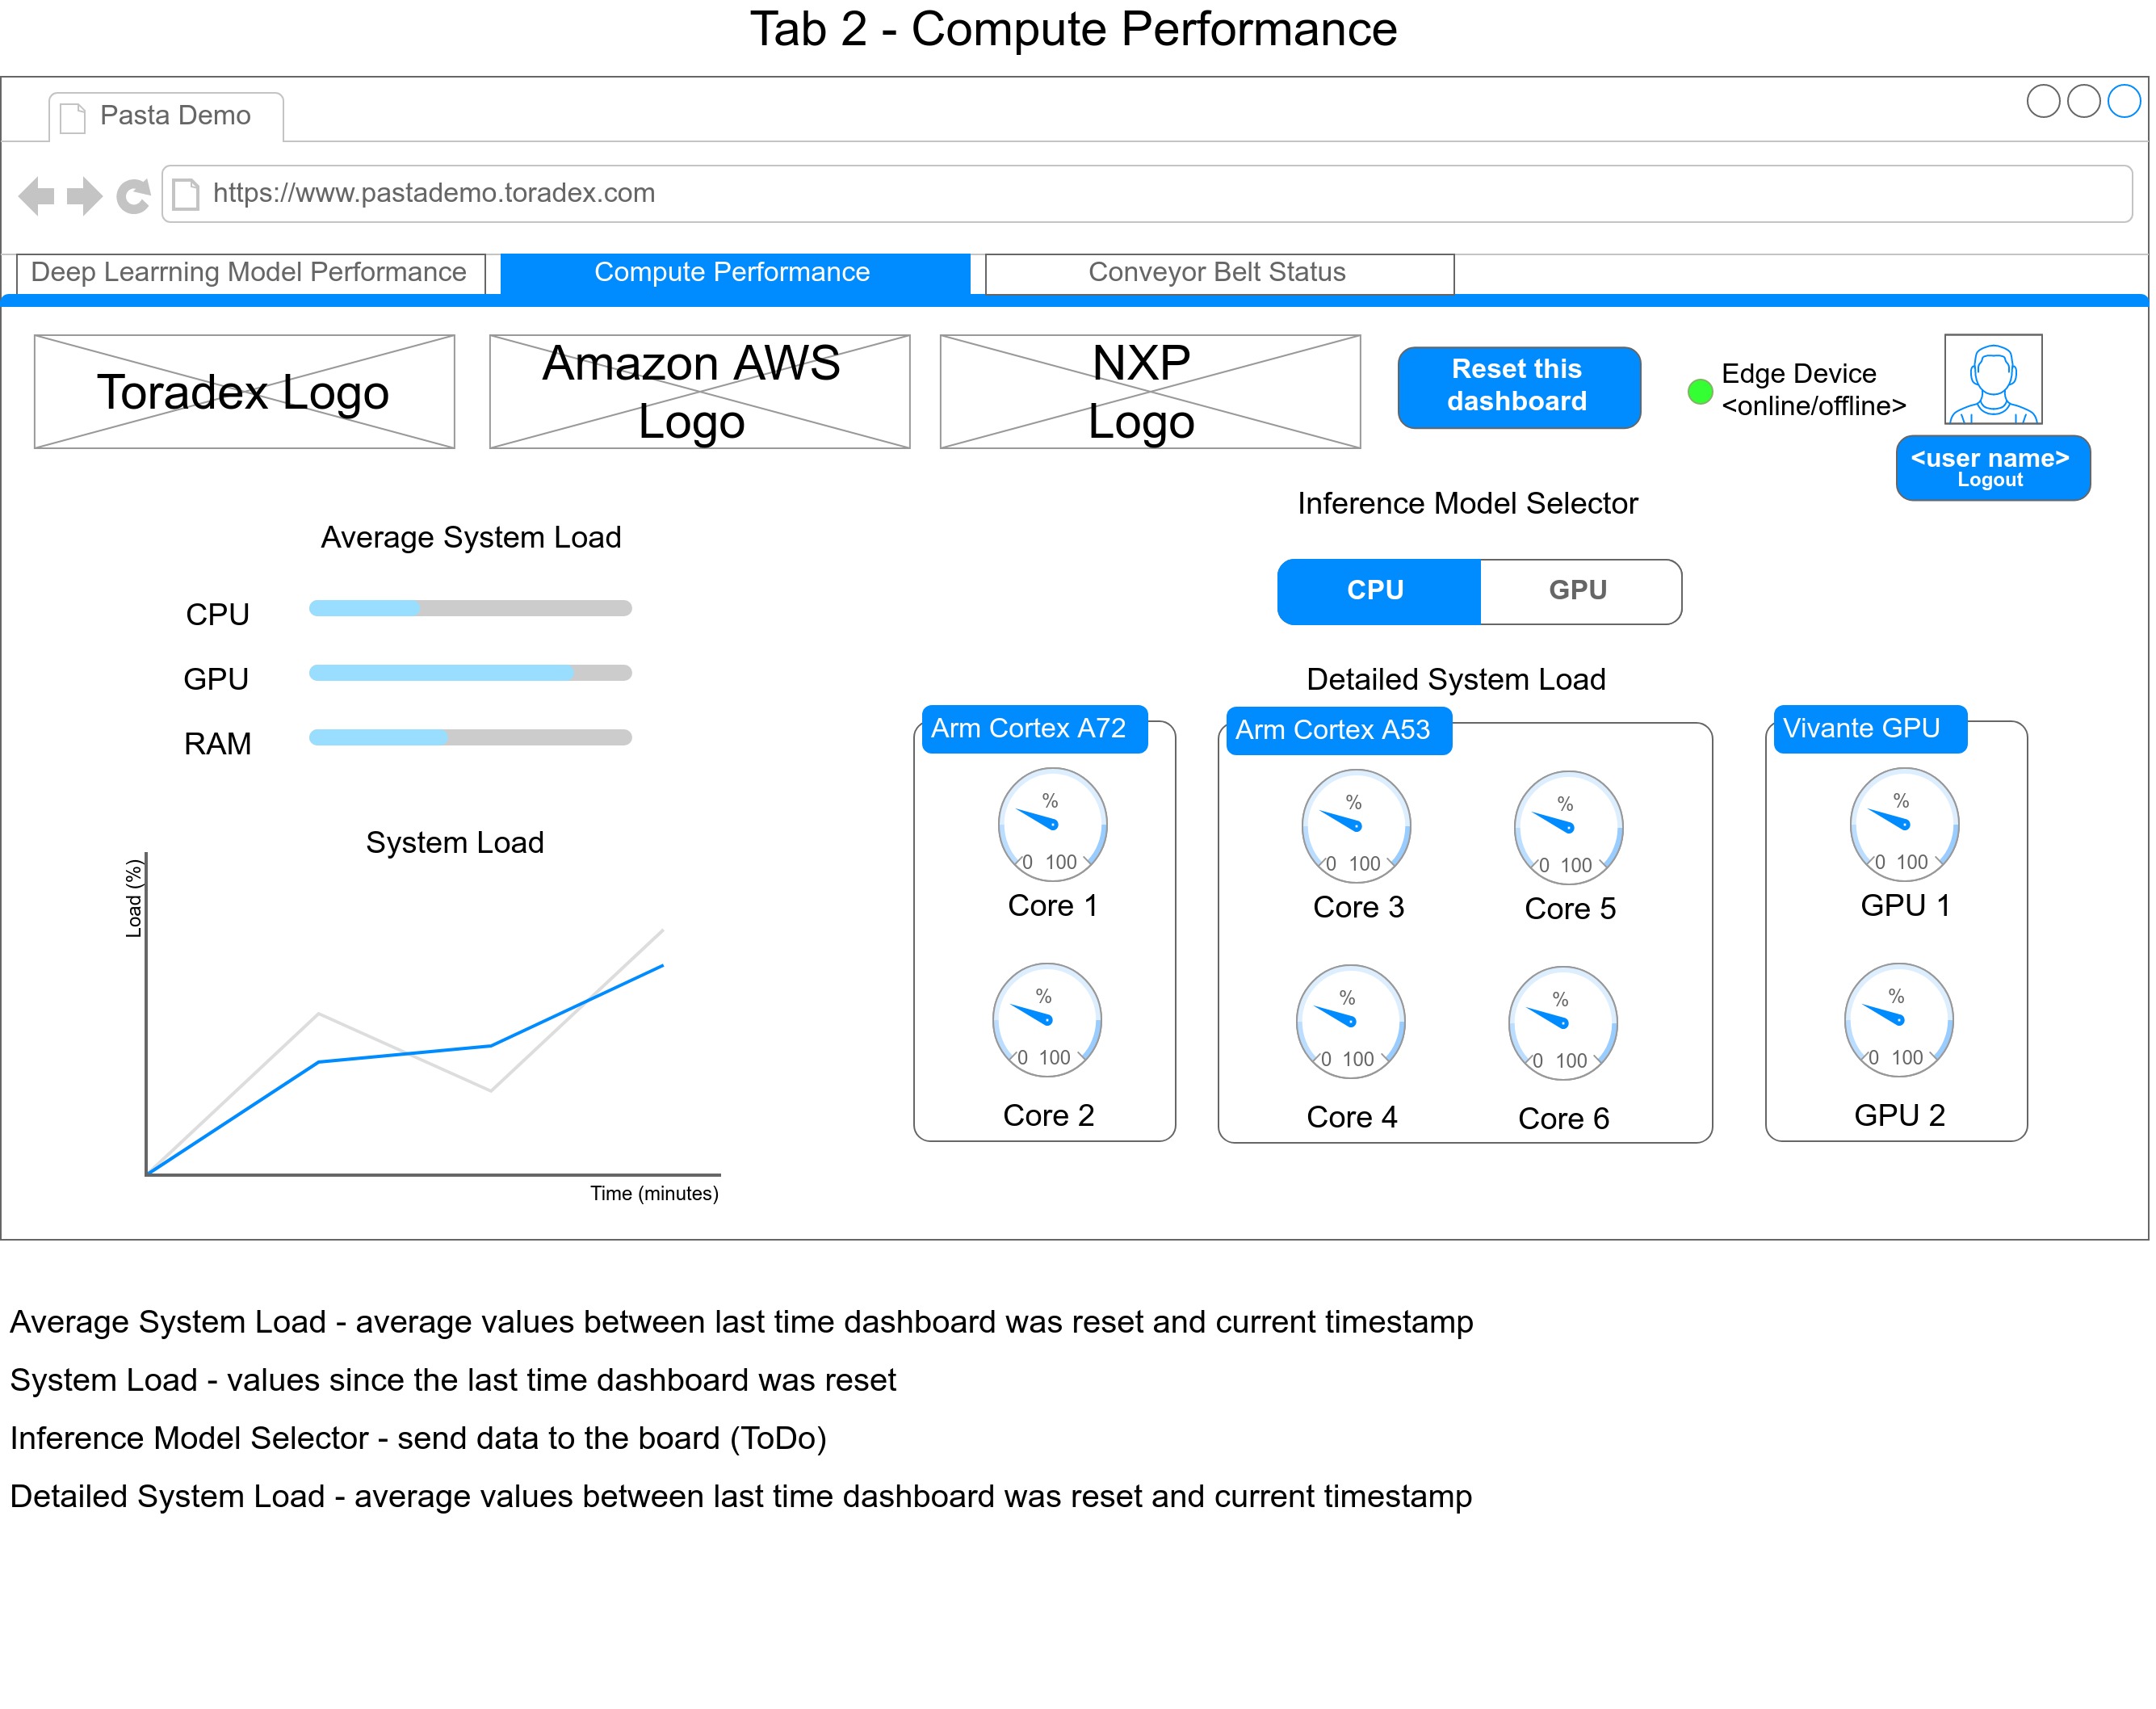 Tab 2 - Compute Performance
Pasta Demo
https://www.pastademo.toradex.com
Deep Learrning Model Performance
Compute Performance
Conveyor Belt Status
Toradex Logo
Amazon AWS
Logo
NXP
Logo
Reset this
dashboard
Edge Device
<online/offline>
<user name>
Logout
Average System Load
CPU
GPU
RAM
System Load
Load (%)
Time (minutes)
Inference Model Selector
CPU
GPU
Detailed System Load
Arm Cortex A72
%
0 100
Core 1
%
0 100
Core 2
Arm Cortex A53
%
0 100
Core 3
%
0 100
Core 5
%
0 100
Core 4
%
0 100
Core 6
Vivante GPU
%
0 100
GPU 1
%
0 100
GPU 2
Average System Load - average values between last time dashboard was reset and current timestamp
System Load - values since the last time dashboard was reset
Inference Model Selector - send data to the board (ToDo)
Detailed System Load - average values between last time dashboard was reset and current timestamp